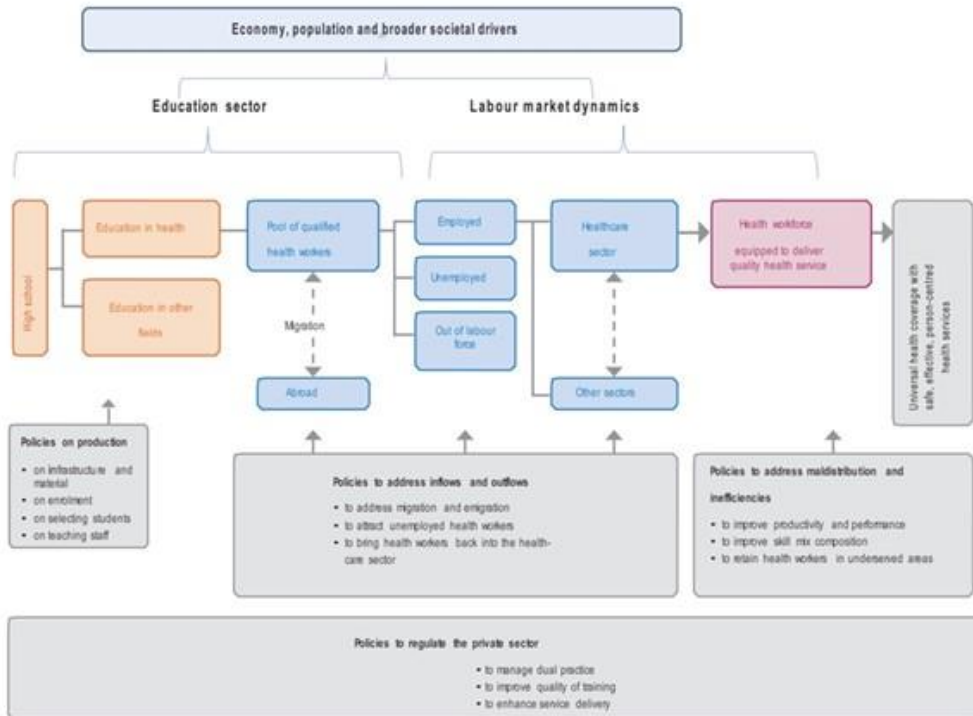 Economy, population and broader societal drivers
Education sector
Labour market dynamics
High school
Education in health
Education in other
fields
Pool of qualified
health workers
Migration
Abroad
Employed
Unemployed
Out of labour
force
Healthcare
sector
Other sectors
Health workforce
equipped to deliver
quality health service
Universal health coverage with
safe, effective, person-centred
health services
Policies on production
• on infrastructure and
material
• on enrolment
• on selecting students
• on teaching staff
Policies to address inflows and outflows
• to address migration and emigration
• to attract unemployed health workers
• to bring health workers back into the health-
care sector
Policies to address maldistribution and
inefficiencies
• to improve productivity and performance
• to improve skill mix composition
• to retain health workers in underserved areas
Policies to regulate the private sector
• to manage dual practice
• to improve quality of training
• to enhance service delivery